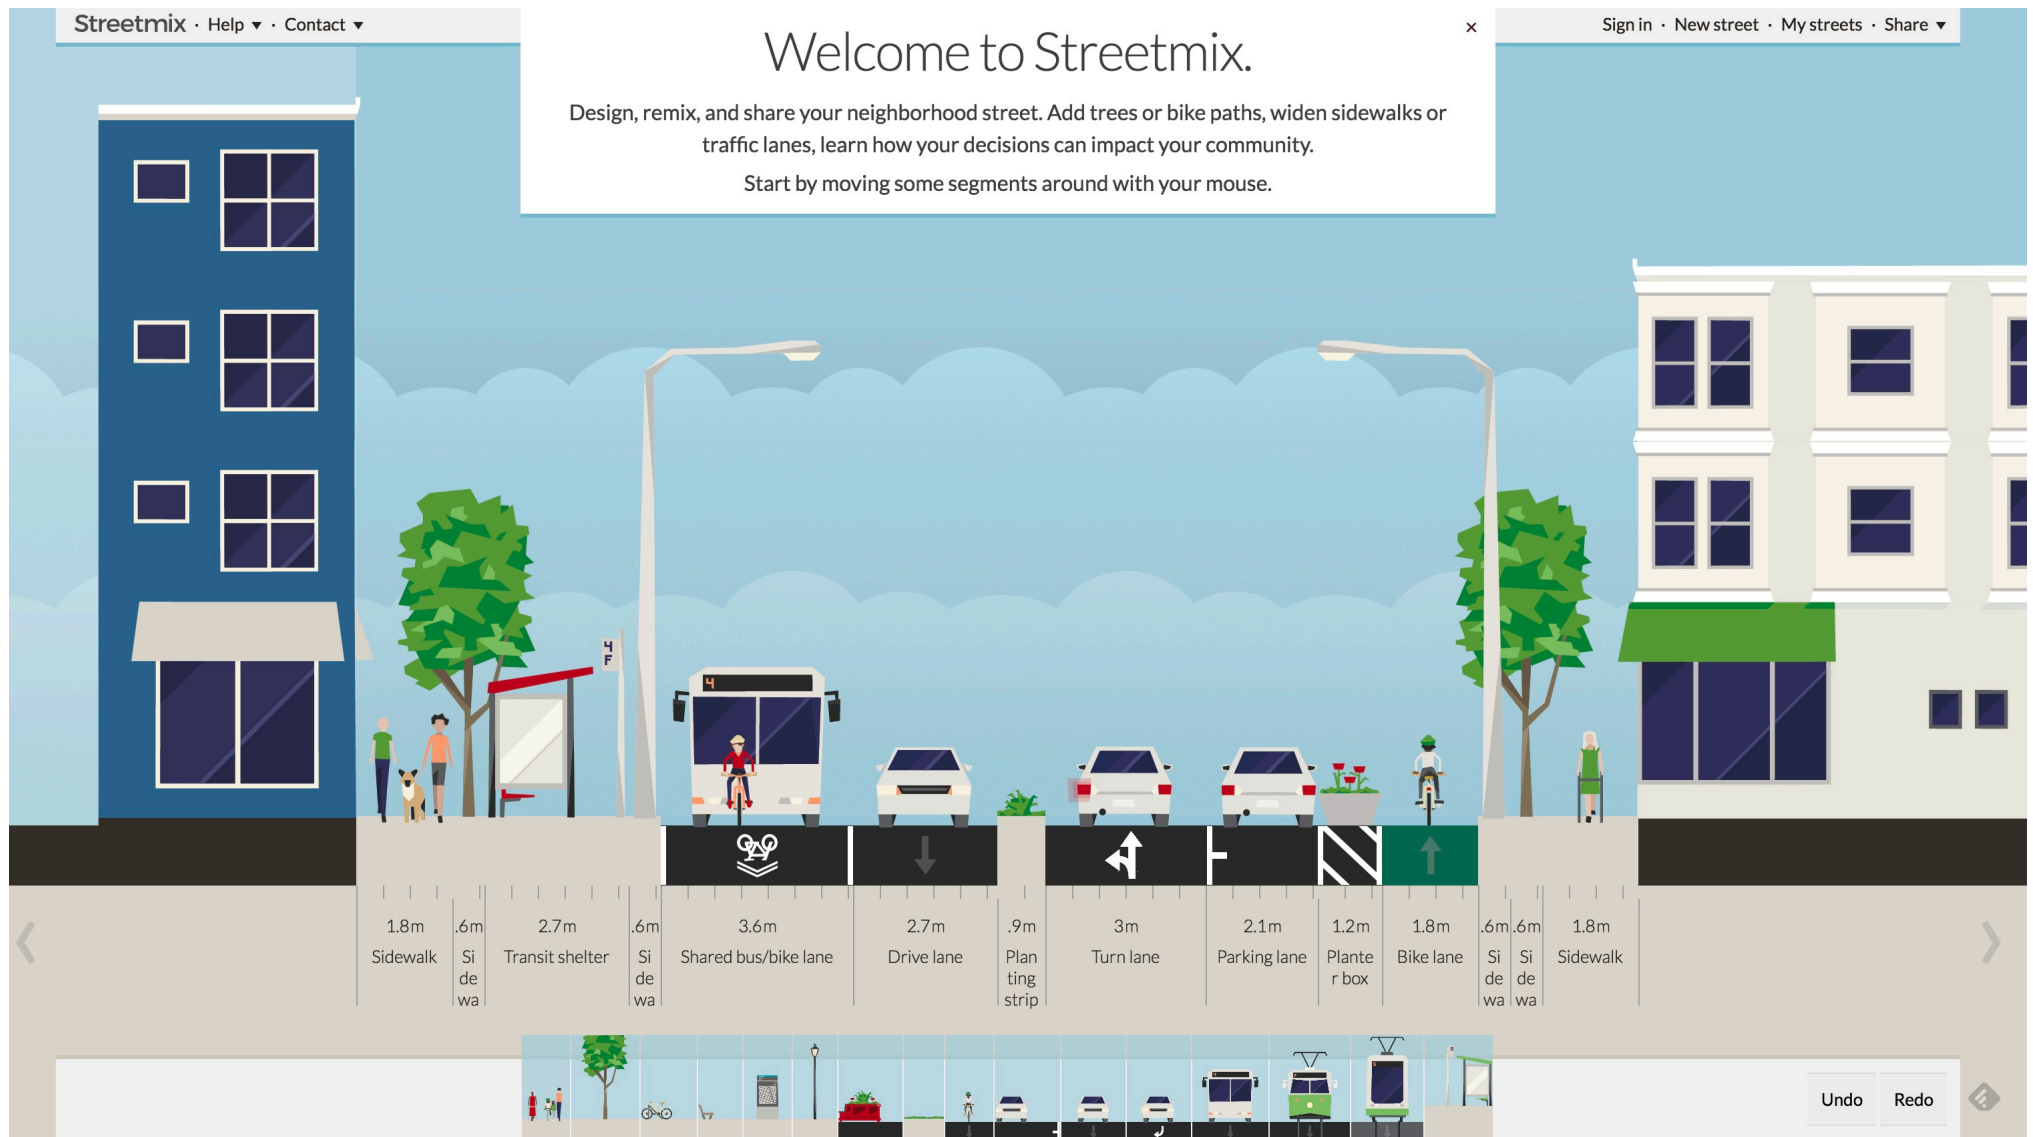 Streetmix · Help ▼ · Contact ▼
Welcome to Streetmix.
×
Sign in · New street · My streets · Share ▼
Design, remix, and share your neighborhood street. Add trees or bike paths, widen sidewalks or
traffic lanes, learn how your decisions can impact your community.
Start by moving some segments around with your mouse.
4
F
4
1.8m
Sidewalk
.6m
Si
de
wa
2.7m
Transit shelter
.6m
Si
de
wa
3.6m
Shared bus/bike lane
2.7m
Drive lane
.9m
Plan
ting
strip
3m
Turn lane
2.1m
Parking lane
1.2m
Plante
r box
1.8m
Bike lane
.6m
Si
de
wa
.6m
Si
de
wa
1.8m
Sidewalk
Undo
Redo